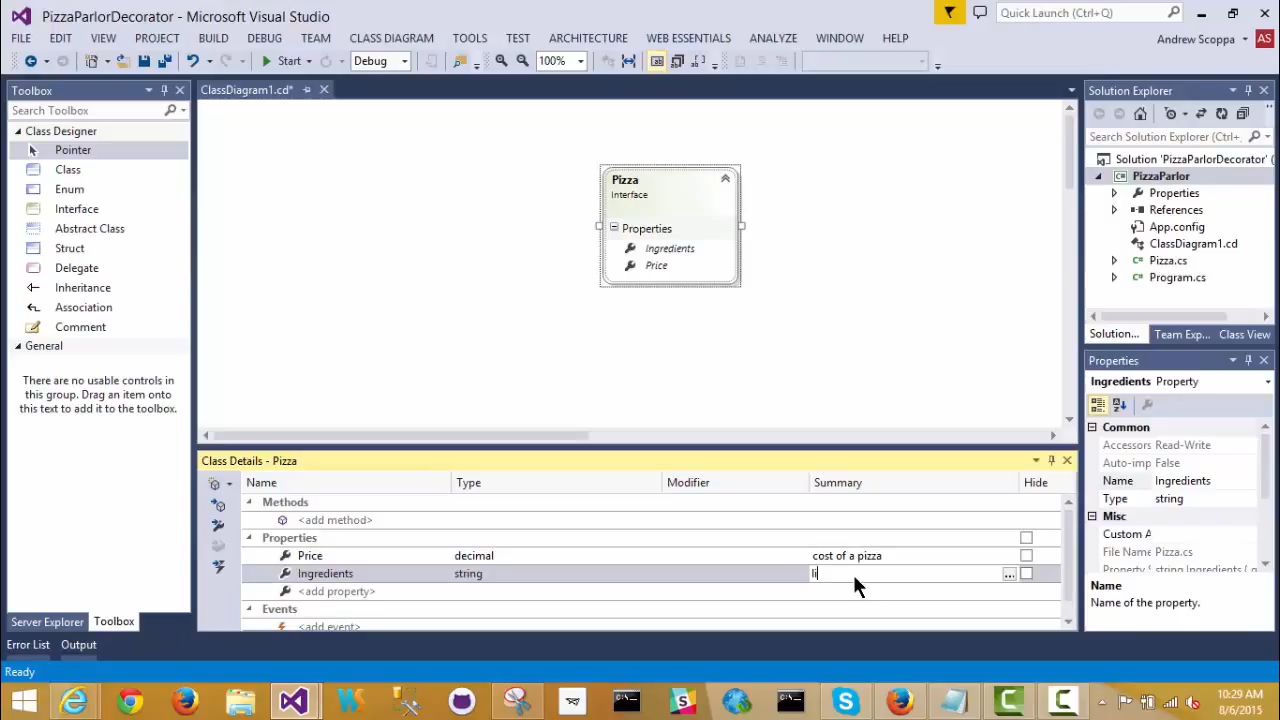 PizzaParlorDecorator - Microsoft Visual Studio
Quick Launch (Ctrl+Q)
FILE EDIT VIEW PROJECT BUILD DEBUG TEAM CLASS DIAGRAM TOOLS TEST ARCHITECTURE WEB ESSENTIALS ANALYZE WINDOW HELP
Andrew Scoppa AS
Start Debug 100%
Toolbox
Search Toolbox
Class Designer
Pointer
Class
Enum
Interface
Abstract Class
Struct
Delegate
Inheritance
Association
Comment
General
There are no usable controls in
this group. Drag an item onto
this text to add it to the toolbox.
Server Explorer Toolbox
ClassDiagram1.cd*
Pizza
Interface
Properties
Ingredients
Price
Class Details - Pizza
Name Type Modifier Summary Hide
Methods
<add method>
Properties
Price decimal cost of a pizza
Ingredients string li ...
<add property>
Events
<add event>
Solution Explorer
Search Solution Explorer (Ctrl+
Solution 'PizzaParlorDecorator' (
C# PizzaParlor
Properties
References
App.config
ClassDiagram1.cd
C# Pizza.cs
C# Program.cs
Solution... Team Exp... Class View
Properties
Ingredients Property
Common
Accessors Read-Write
Auto-imp False
Name Ingredients
Type string
Misc
Custom A
File Name Pizza.cs
Name
Name of the property.
Error List Output
Ready
10:29 AM
8/6/2015